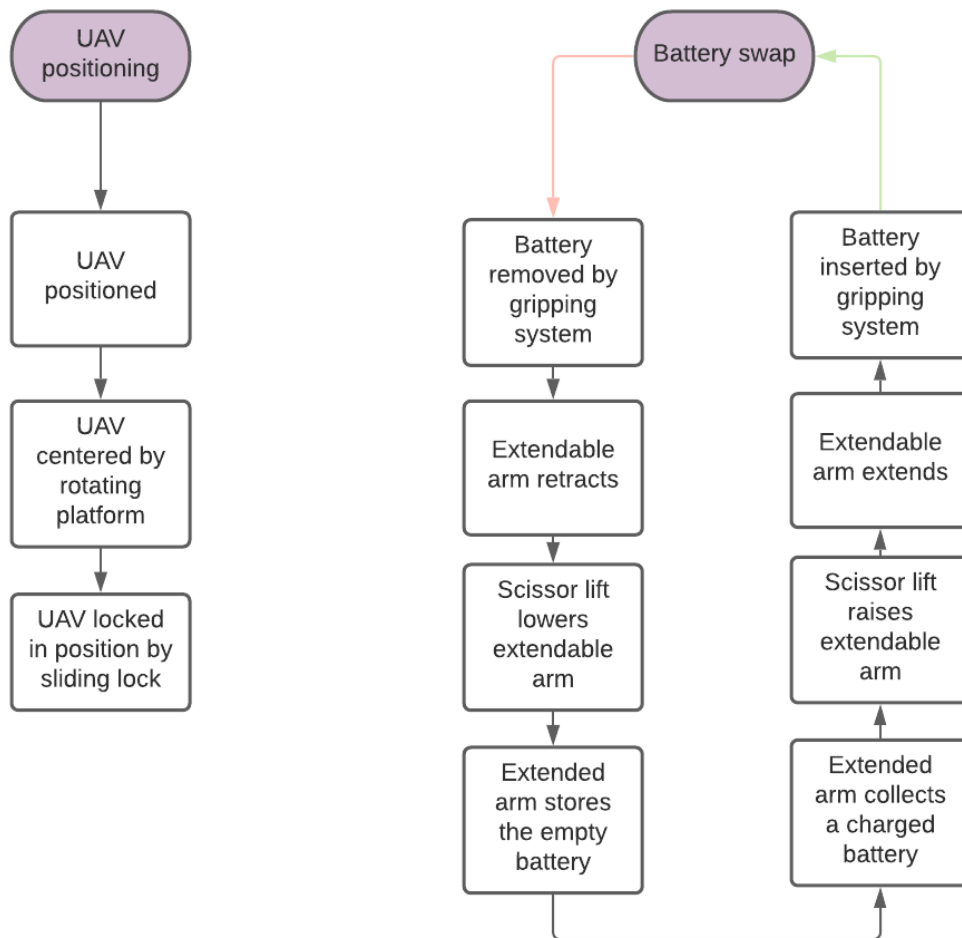 UAV
positioning
UAV
positioned
UAV
centered by
rotating
platform
UAV locked
in position by
sliding lock
Battery swap
Battery
removed by
gripping
system
Extendable
arm retracts
Scissor lift
lowers
extendable
arm
Extended
arm stores
the empty
battery
Extended
arm collects
a charged
battery
Scissor lift
raises
extendable
arm
Extendable
arm extends
Battery
inserted by
gripping
system